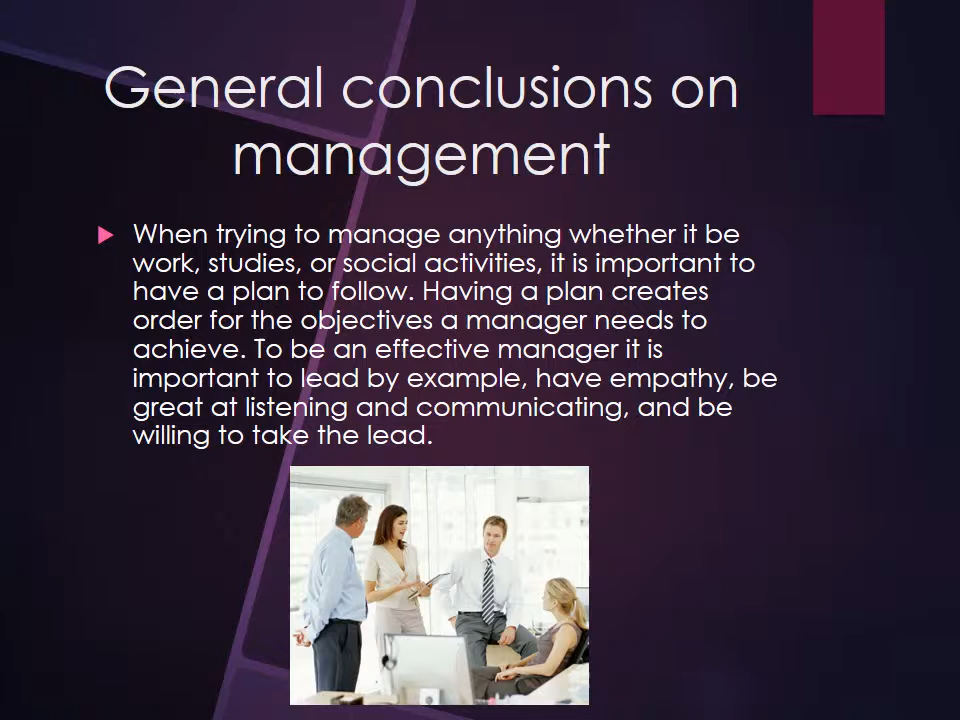 General conclusions on
management
When trying to manage anything whether it be
work, studies, or social activities, it is important to
have a plan to follow. Having a plan creates
order for the objectives a manager needs to
achieve. To be an effective manager it is
important to lead by example, have empathy, be
great at listening and communicating, and be
willing to take the lead.